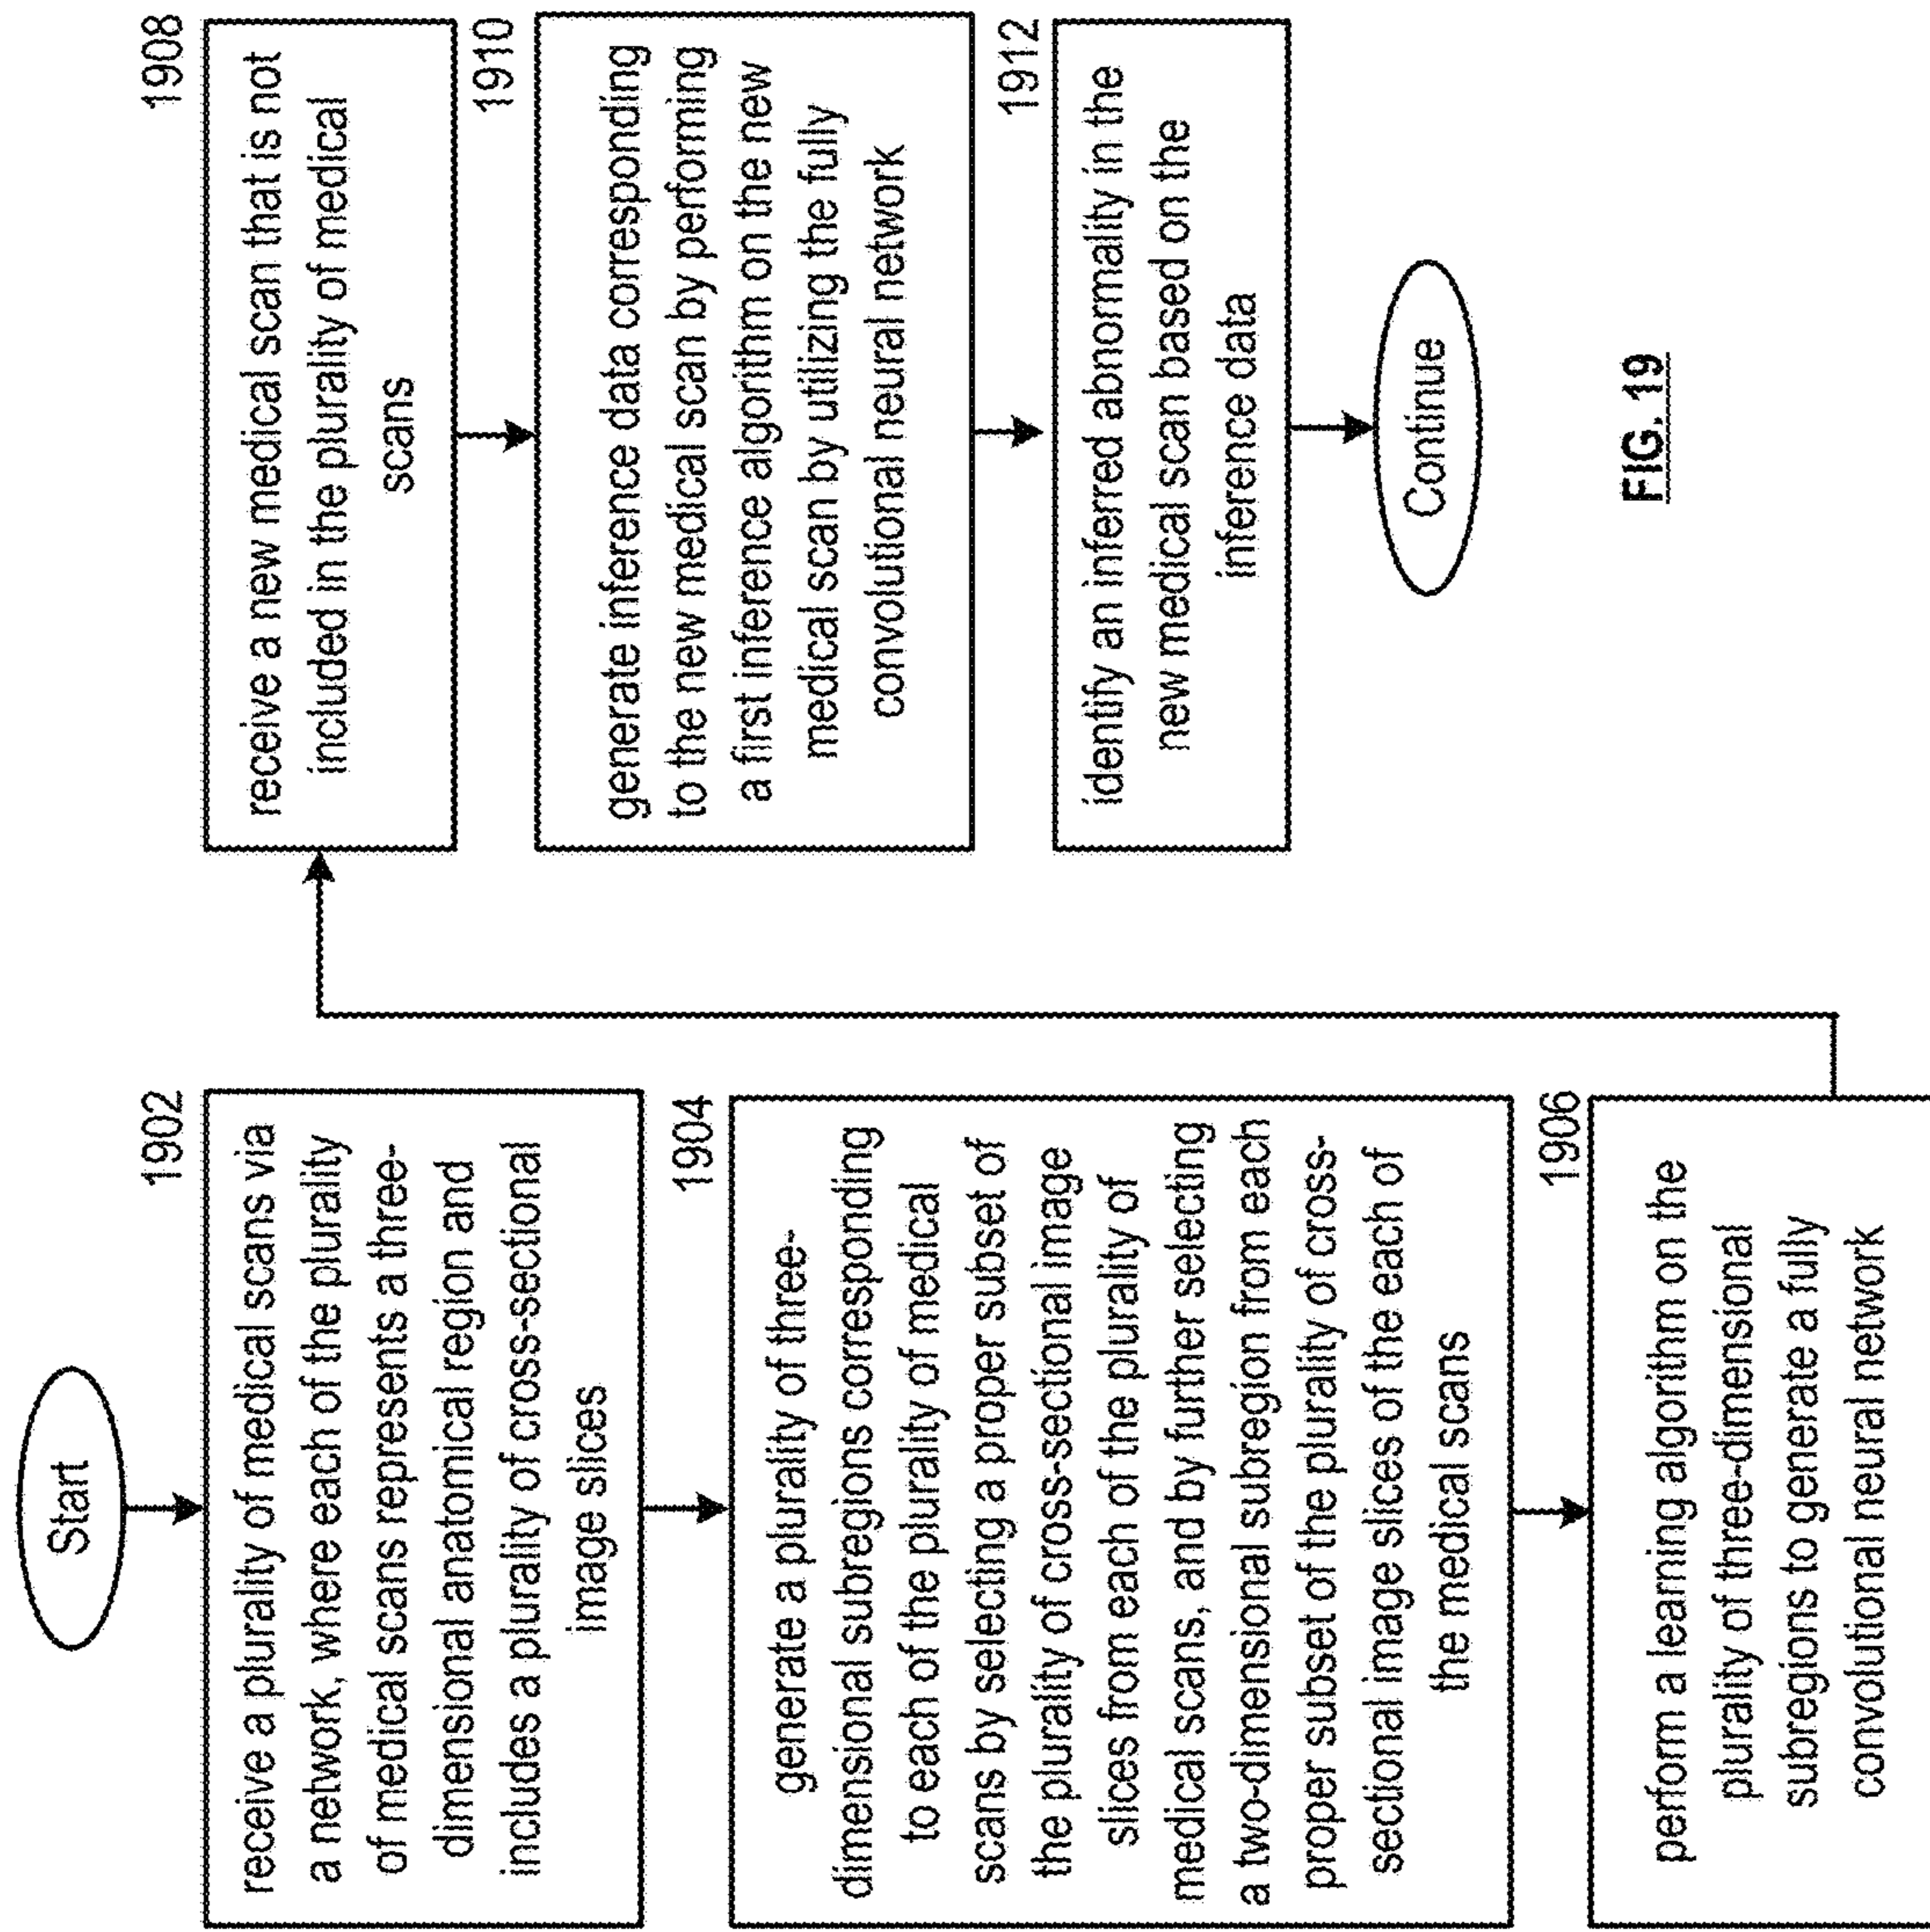 Start
1902
receive a plurality of medical scans via
a network, where each of the plurality
of medical scans represents a three-
dimensional anatomical region and
includes a plurality of cross-sectional
image slices
1904
generate a plurality of three-
dimensional subregions corresponding
to each of the plurality of medical
scans by selecting a proper subset of
the plurality of cross-sectional image
slices from each of the plurality of
medical scans, and by further selecting
a two-dimensional subregion from each
proper subset of the plurality of cross-
sectional image slices of the each of
the medical scans
1906
perform a learning algorithm on the
plurality of three-dimensional
subregions to generate a fully
convolutional neural network
1908
receive a new medical scan that is not
included in the plurality of medical
scans
1910
generate inference data corresponding
to the new medical scan by performing
a first inference algorithm on the new
medical scan by utilizing the fully
convolutional neural network
1912
identify an inferred abnormality in the
new medical scan based on the
inference data
Continue
FIG. 19